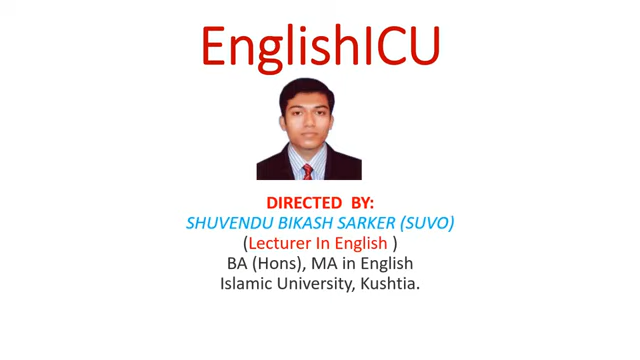 EnglishICU
DIRECTED BY:
SHUVENDU BIKASH SARKER (SUVO)
(Lecturer In English )
BA (Hons), MA in English
Islamic University, Kushtia.